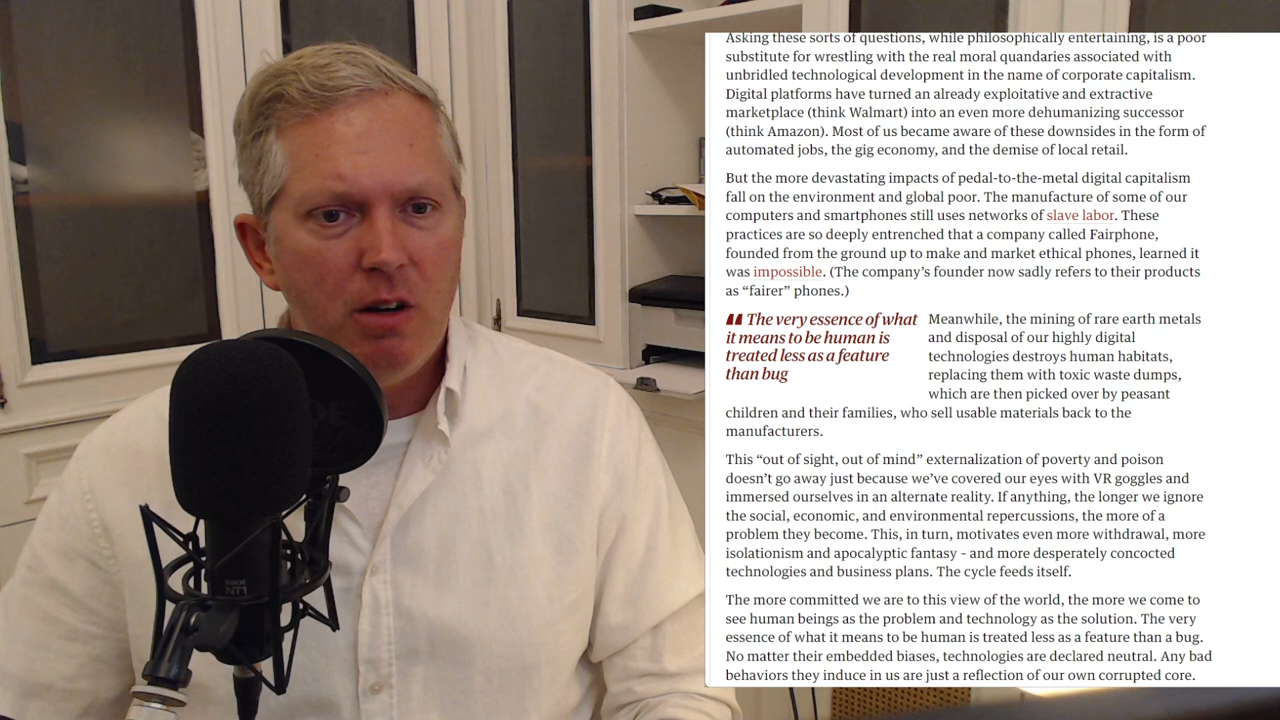 Asking these sorts of questions, while philosophically entertaining, is a poor
substitute for wrestling with the real moral quandaries associated with
unbridled technological development in the name of corporate capitalism.
Digital platforms have turned an already exploitative and extractive
marketplace (think Walmart) into an even more dehumanizing successor
(think Amazon). Most of us became aware of these downsides in the form of
automated jobs, the gig economy, and the demise of local retail.
But the more devastating impacts of pedal-to-the-metal digital capitalism
fall on the environment and global poor. The manufacture of some of our
computers and smartphones still uses networks of slave labor. These
practices are so deeply entrenched that a company called Fairphone,
founded from the ground up to make and market ethical phones, learned it
was impossible. (The company’s founder now sadly refers to their products
as “fairer” phones.)
“ The very essence of what
it means to be human is
treated less as a feature
than bug
Meanwhile, the mining of rare earth metals
and disposal of our highly digital
technologies destroys human habitats,
replacing them with toxic waste dumps,
which are then picked over by peasant
children and their families, who sell usable materials back to the
manufacturers.
This “out of sight, out of mind” externalization of poverty and poison
doesn’t go away just because we’ve covered our eyes with VR goggles and
immersed ourselves in an alternate reality. If anything, the longer we ignore
the social, economic, and environmental repercussions, the more of a
problem they become. This, in turn, motivates even more withdrawal, more
isolationism and apocalyptic fantasy – and more desperately concocted
technologies and business plans. The cycle feeds itself.
The more committed we are to this view of the world, the more we come to
see human beings as the problem and technology as the solution. The very
essence of what it means to be human is treated less as a feature than a bug.
No matter their embedded biases, technologies are declared neutral. Any bad
behaviors they induce in us are just a reflection of our own corrupted core.
NT1